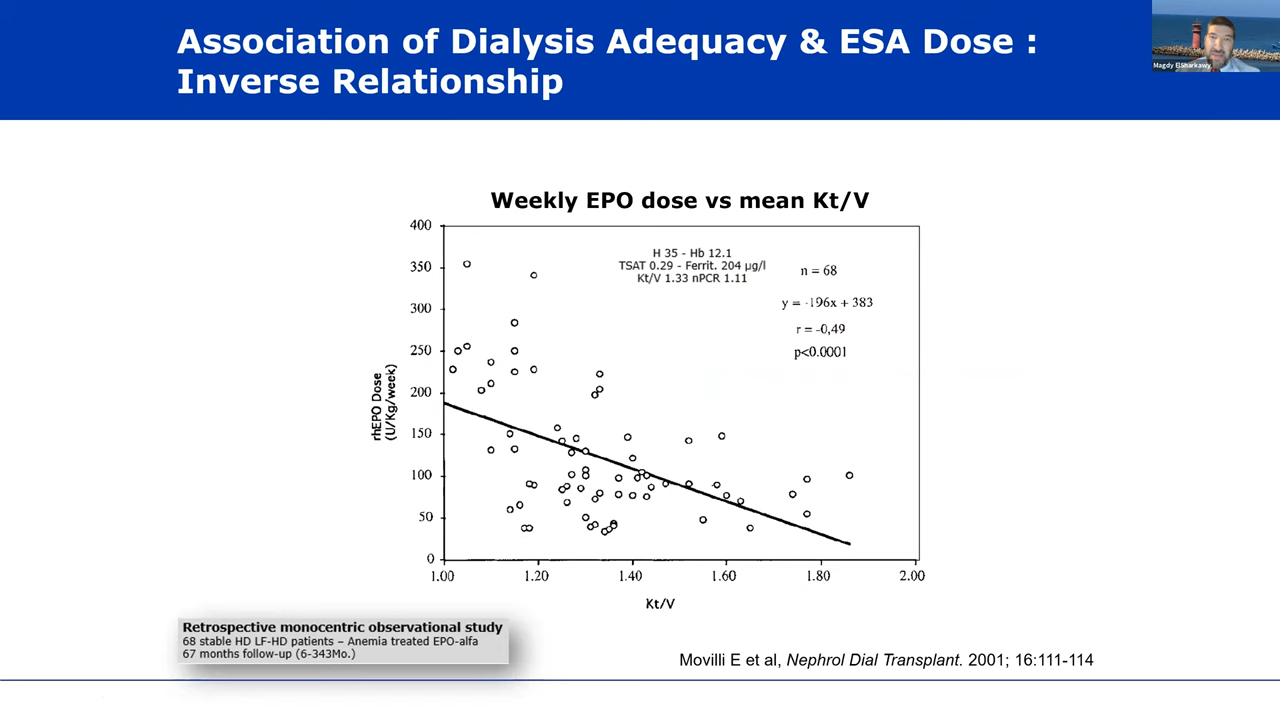 Association of Dialysis Adequacy & ESA Dose :
Inverse Relationship
Magdy ElSharkawy
Weekly EPO dose vs mean Kt/V
400
350
300
250
200
150
100
50
0
rhEPO Dose
(U/Kg/week)
H 35 - Hb 12.1
TSAT 0.29 - Ferrit. 204 µg/l
Kt/V 1.33 nPCR 1.11
n = 68
y = -196x + 383
r = -0,49
p<0.0001
1.00 1.20 1.40 1.60 1.80 2.00
Kt/V
Retrospective monocentric observational study
68 stable HD LF-HD patients – Anemia treated EPO-alfa
67 months follow-up (6-343Mo.)
Movilli E et al, Nephrol Dial Transplant. 2001; 16:111-114